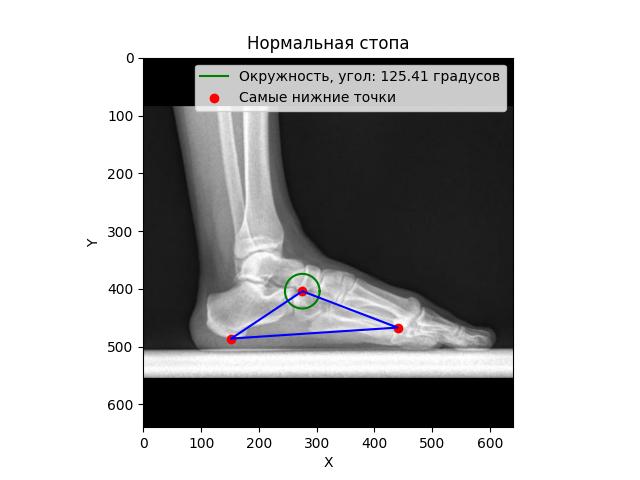 Нормальная стопа
Окружность, угол: 125.41 градусов
Самые нижние точки
0
100
200
300
400
500
600
Y
0 100 200 300 400 500 600
X